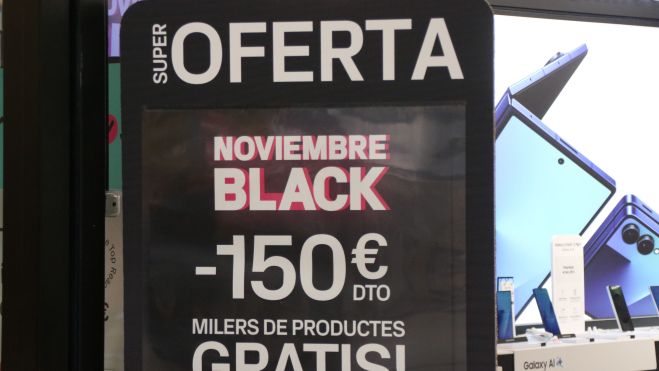 SUPER
OFERTA
NOVIEMBRE
BLACK
-150€
DTO
MILERS DE PRODUCTES
GRATIS!
Galaxy AI